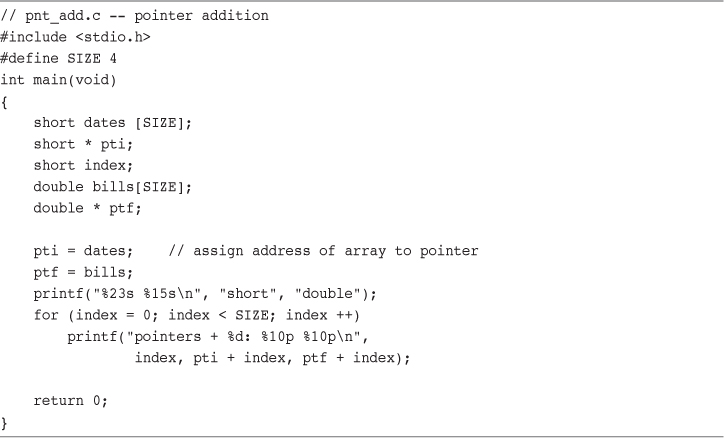 // pnt_add.c -- pointer addition
#include <stdio.h>
#define SIZE 4
int main(void)
{
    short dates [SIZE];
    short * pti;
    short index;
    double bills[SIZE];
    double * ptf;

    pti = dates;    // assign address of array to pointer
    ptf = bills;
    printf("%23s %15s\n", "short", "double");
    for (index = 0; index < SIZE; index ++)
        printf("pointers + %d: %10p %10p\n",
                index, pti + index, ptf + index);

    return 0;
}